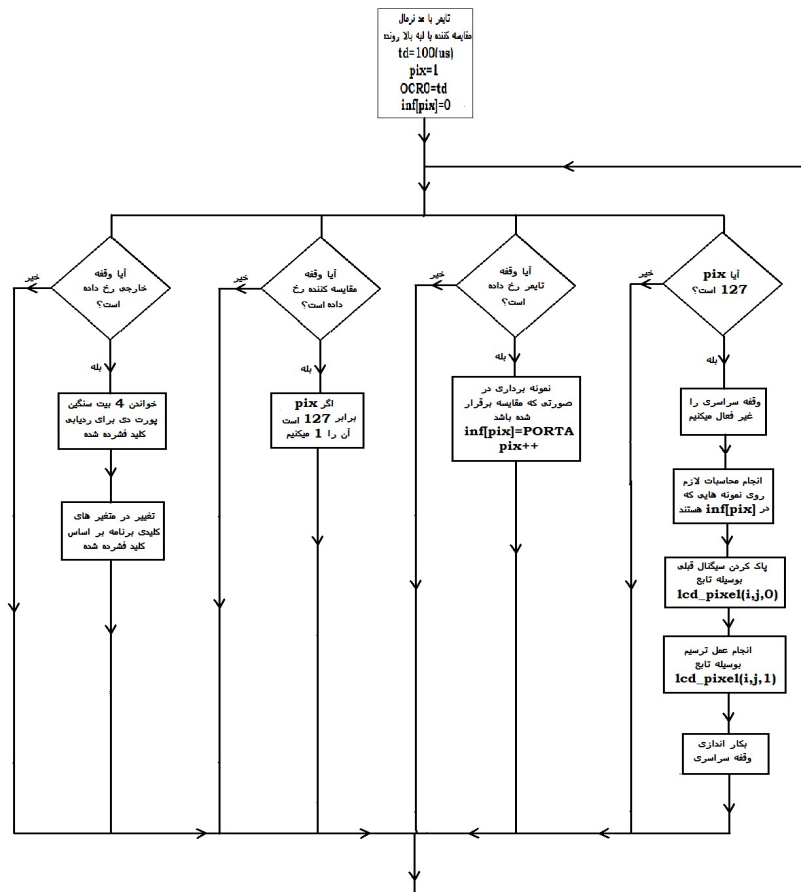 تایمر با مد نرمال
مقایسه کننده با لبه بالا رونده
td=100(us)
pix=1
OCR0=td
inf[pix]=0
آیا وقفه
خارجی رخ داده
است؟
خیر
بله
خواندن 4 بیت سنگین
پورت دی برای ردیابی
کلید فشرده شده
تغییر در متغیر های
کلیدی برنامه بر اساس
کلید فشرده شده
آیا وقفه
مقایسه کننده رخ
داده است؟
خیر
بله
اگر pix
برابر 127 است
آن را 1 میکنیم
آیا وقفه
تایمر رخ داده
است؟
خیر
بله
نمونه برداری در
صورتی که مقایسه برقرار
شده باشد
inf[pix]=PORTA
pix++
آیا pix
127 است؟
خیر
بله
وقفه سراسری را
غیر فعال میکنیم
انجام محاسبات لازم
روی نمونه هایی که
در inf[pix] هستند
پاک کردن سیگنال قبلی
بوسیله تابع
lcd_pixel(i,j,0)
انجام عمل ترسیم
بوسیله تابع
lcd_pixel(i,j,1)
بکار اندازی
وقفه سراسری